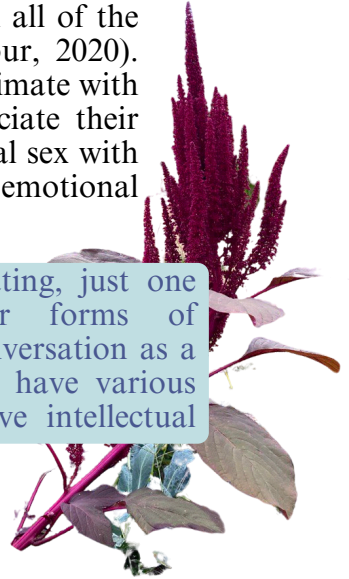 all of the
ur, 2020).
imate with
ciate their
al sex with
emotional
ting, just one
r forms of
versation as a
have various
ve intellectual